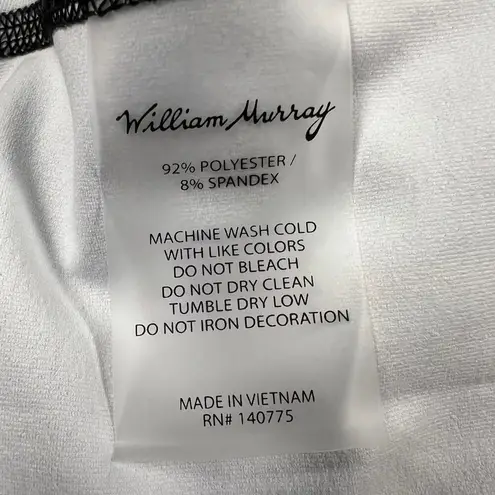 William Murray
92% POLYESTER /
8% SPANDEX
MACHINE WASH COLD
WITH LIKE COLORS
DO NOT BLEACH
DO NOT DRY CLEAN
TUMBLE DRY LOW
DO NOT IRON DECORATION
MADE IN VIETNAM
RN# 140775